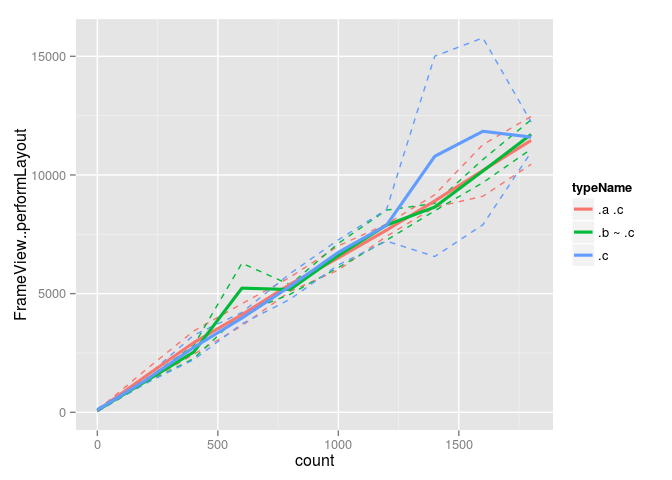 15000
10000
5000
0
FrameView..performLayout
0
500
1000
1500
count
typeName
.a .c
.b ~ .c
.c